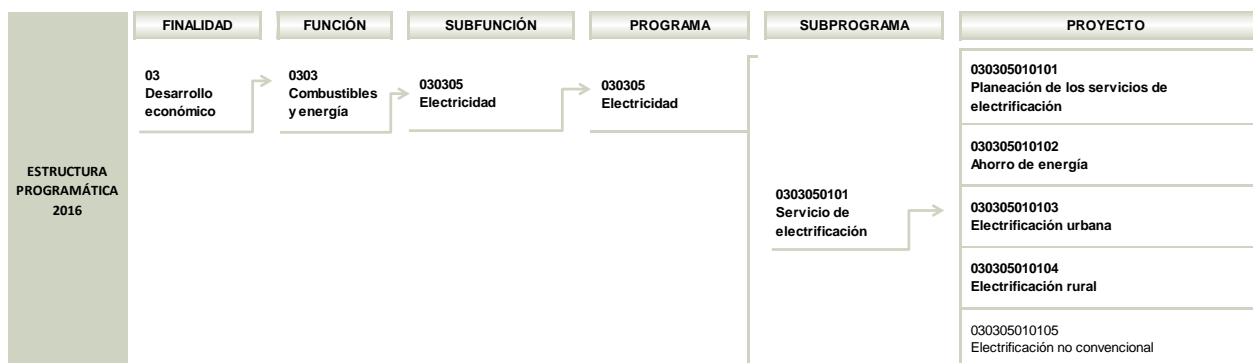 FINALIDAD
FUNCIÓN
SUBFUNCIÓN
PROGRAMA
SUBPROGRAMA
PROYECTO
ESTRUCTURA
PROGRAMÁTICA
2016
03
Desarrollo
económico
0303
Combustibles
y energía
030305
Electricidad
030305
Electricidad
0303050101
Servicio de
electrificación
030305010101
Planeación de los servicios de
electrificación
030305010102
Ahorro de energía
030305010103
Electrificación urbana
030305010104
Electrificación rural
030305010105
Electrificación no convencional